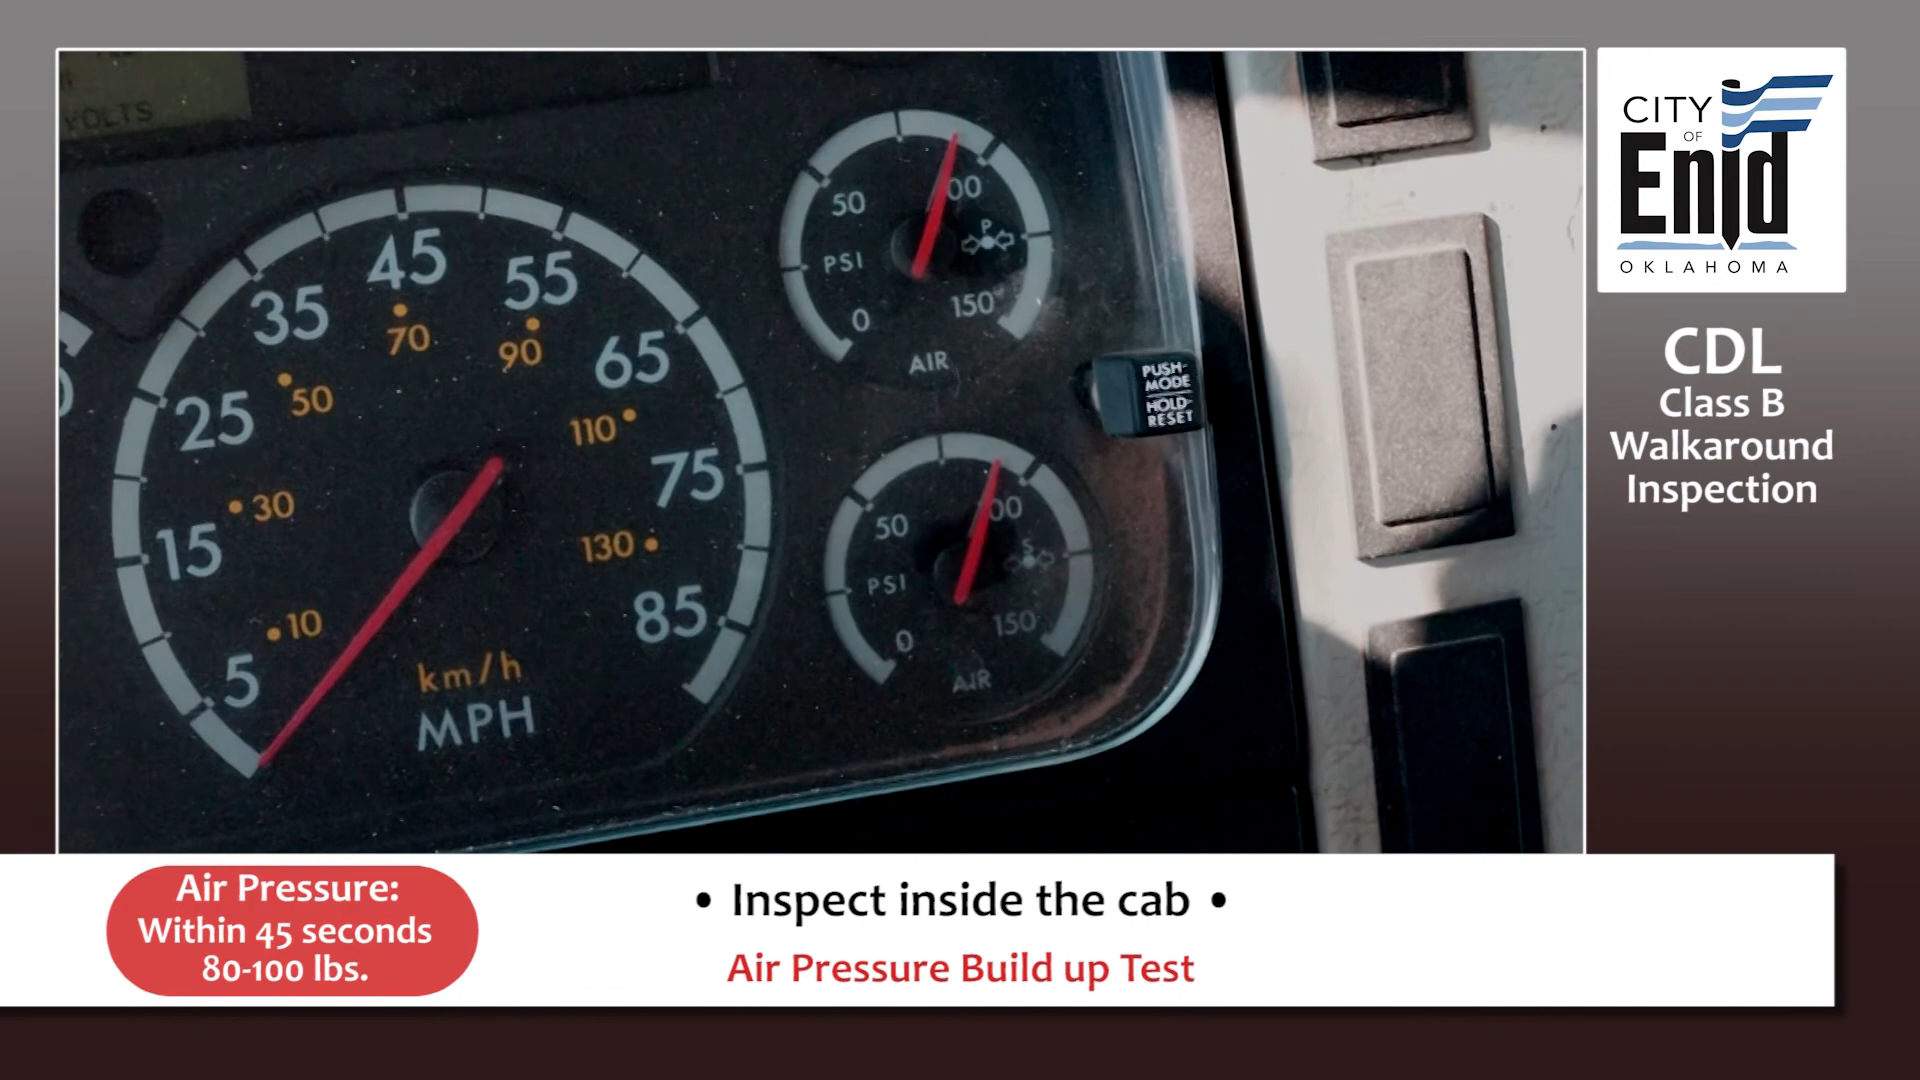 VOLTS
5
15
25
35
45
55
65
75
85
10
30
50
70
90
110
130
km/h
MPH
50
PSI
0
150
P
AIR
50
PSI
0
150
S
AIR
PUSH-
MODE
HOLD-
RESET
CITY
OF
Enid
OKLAHOMA
CDL
Class B
Walkaround
Inspection
Air Pressure:
Within 45 seconds
80-100 lbs.
• Inspect inside the cab •
Air Pressure Build up Test